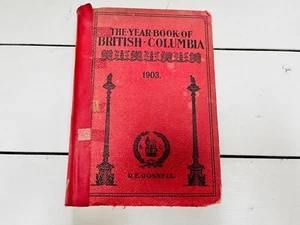 THE·YEAR·BOOK·OF
BRITISH·COLUMBIA
1903.
R.E.GOSNELL.